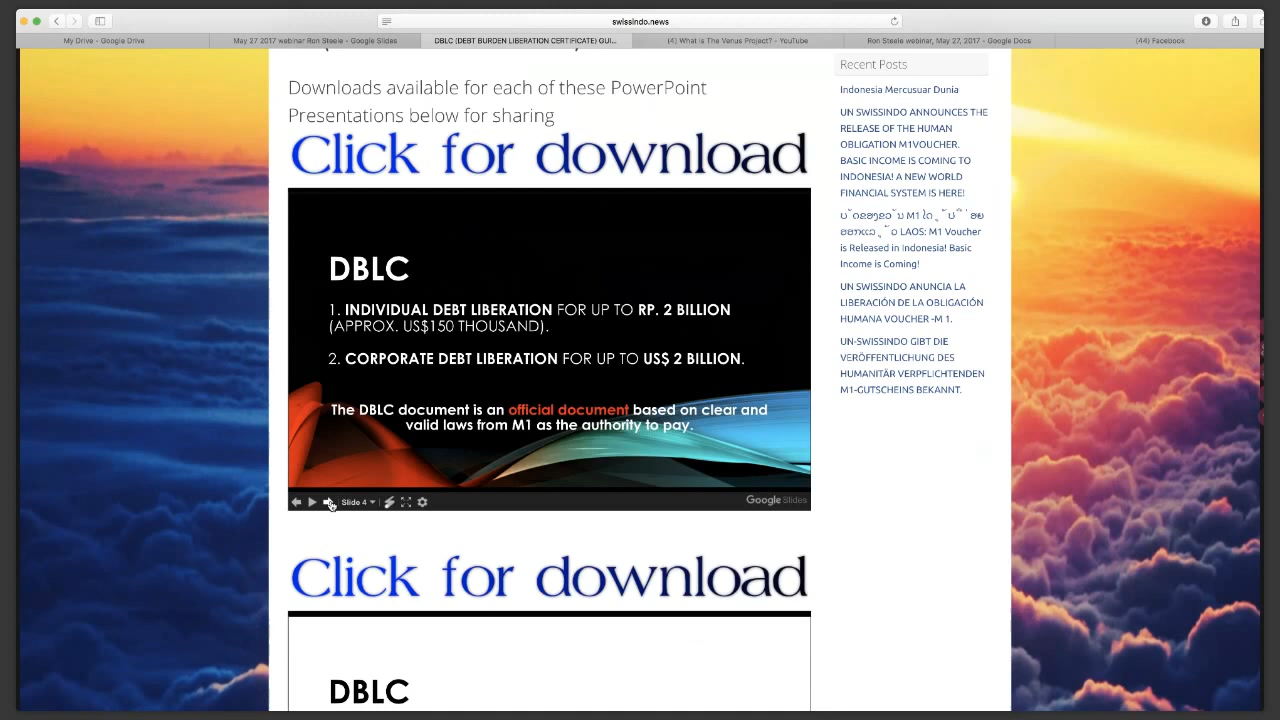 swissindo.news
My Drive - Google Drive
May 27 2017 webinar Ron Steele - Google Slides
DBLC (DEBT BURDEN LIBERATION CERTIFICATE) GUI...
(4) What is The Venus Project? - YouTube
Ron Steele webinar, May 27, 2017 - Google Docs
(44) Facebook
Downloads available for each of these PowerPoint
Presentations below for sharing
Click for download
DBLC
1. INDIVIDUAL DEBT LIBERATION FOR UP TO RP. 2 BILLION
(APPROX. US$150 THOUSAND).
2. CORPORATE DEBT LIBERATION FOR UP TO US$ 2 BILLION.
The DBLC document is an official document based on clear and
valid laws from M1 as the authority to pay.
Slide 4
Google Slides
Click for download
DBLC
Recent Posts
Indonesia Mercusuar Dunia
UN SWISSINDO ANNOUNCES THE
RELEASE OF THE HUMAN
OBLIGATION M1VOUCHER.
BASIC INCOME IS COMING TO
INDONESIA! A NEW WORLD
FINANCIAL SYSTEM IS HERE!
M1
LAOS: M1 Voucher
is Released in Indonesia! Basic
Income is Coming!
UN SWISSINDO ANUNCIA LA
LIBERACIÓN DE LA OBLIGACIÓN
HUMANA VOUCHER -M 1.
UN-SWISSINDO GIBT DIE
VERÖFFENTLICHUNG DES
HUMANITÄR VERPFLICHTENDEN
M1-GUTSCHEINS BEKANNT.